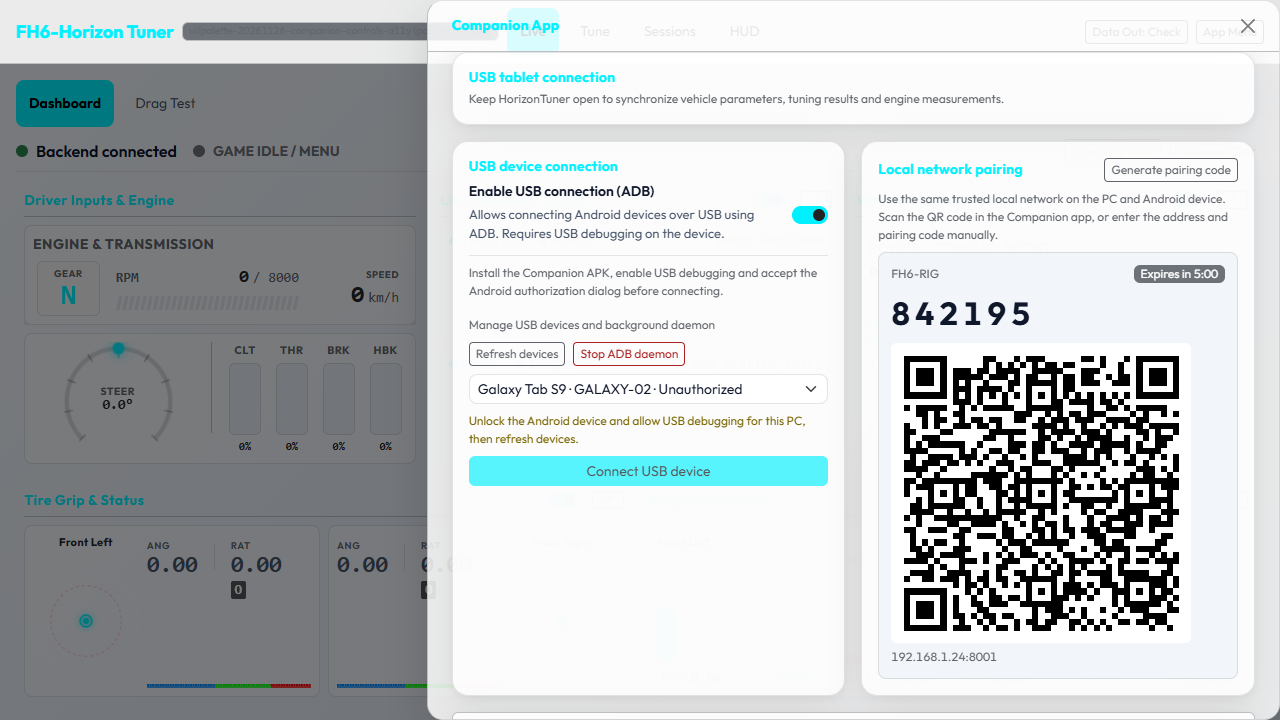 FH6-Horizon Tuner
Companion App
Live
Tune
Sessions
HUD
Data Out: Check
App Menu
Dashboard
Drag Test
Backend connected
GAME IDLE / MENU
Driver Inputs & Engine
ENGINE & TRANSMISSION
GEAR
N
RPM
0 / 8000
SPEED
0 km/h
STEER
0.0°
CLT
THR
BRK
HBK
0%
0%
0%
0%
Tire Grip & Status
Front Left
ANG
0.00
RAT
0.00
0
ANG
0.00
RAT
0.00
0
USB tablet connection
Keep HorizonTuner open to synchronize vehicle parameters, tuning results and engine measurements.
USB device connection
Enable USB connection (ADB)
Allows connecting Android devices over USB using
ADB. Requires USB debugging on the device.
Install the Companion APK, enable USB debugging and accept the
Android authorization dialog before connecting.
Manage USB devices and background daemon
Refresh devices
Stop ADB daemon
Galaxy Tab S9 · GALAXY-02 · Unauthorized
Unlock the Android device and allow USB debugging for this PC,
then refresh devices.
Connect USB device
Local network pairing
Generate pairing code
Use the same trusted local network on the PC and Android device.
Scan the QR code in the Companion app, or enter the address and
pairing code manually.
FH6-RIG
Expires in 5:00
842195
192.168.1.24:8001